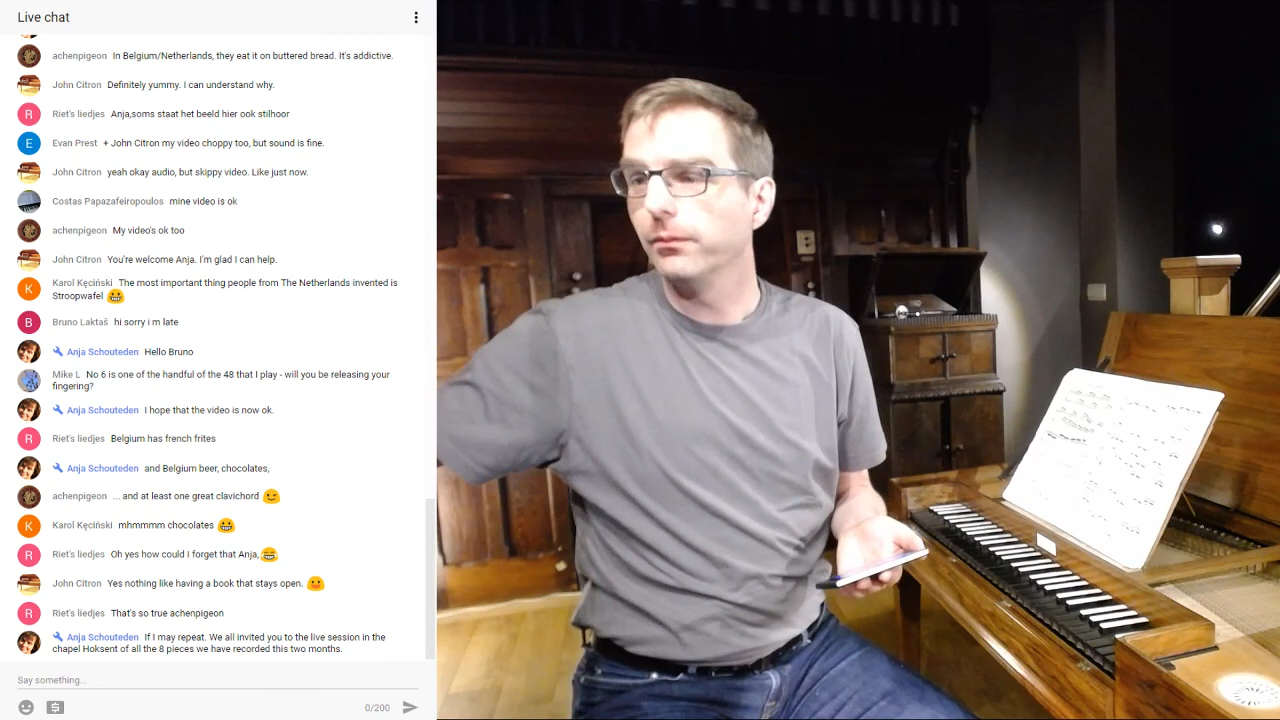 Live chat
achenpigeon In Belgium/Netherlands, they eat it on buttered bread. It's addictive.
John Citron Definitely yummy. I can understand why.
R Riet's liedjes Anja,soms staat het beeld hier ook stilhoor
E Evan Prest + John Citron my video choppy too, but sound is fine.
John Citron yeah okay audio, but skippy video. Like just now.
Costas Papazafeiropoulos mine video is ok
achenpigeon My video's ok too
John Citron You're welcome Anja. I'm glad I can help.
K Karol Kęciński The most important thing people from The Netherlands invented is
Stroopwafel 😬
B Bruno Laktaš hi sorry i m late
Anja Schouteden Hello Bruno
Mike L No 6 is one of the handful of the 48 that I play - will you be releasing your
fingering?
Anja Schouteden I hope that the video is now ok.
R Riet's liedjes Belgium has french frites
Anja Schouteden and Belgium beer, chocolates,
achenpigeon ... and at least one great clavichord 😉
K Karol Kęciński mhmmmm chocolates 😬
R Riet's liedjes Oh yes how could I forget that Anja,😂
John Citron Yes nothing like having a book that stays open. 😛
R Riet's liedjes That's so true achenpigeon
Anja Schouteden If I may repeat. We all invited you to the live session in the
chapel Hoksent of all the 8 pieces we have recorded this two months.
Say something...
0/200